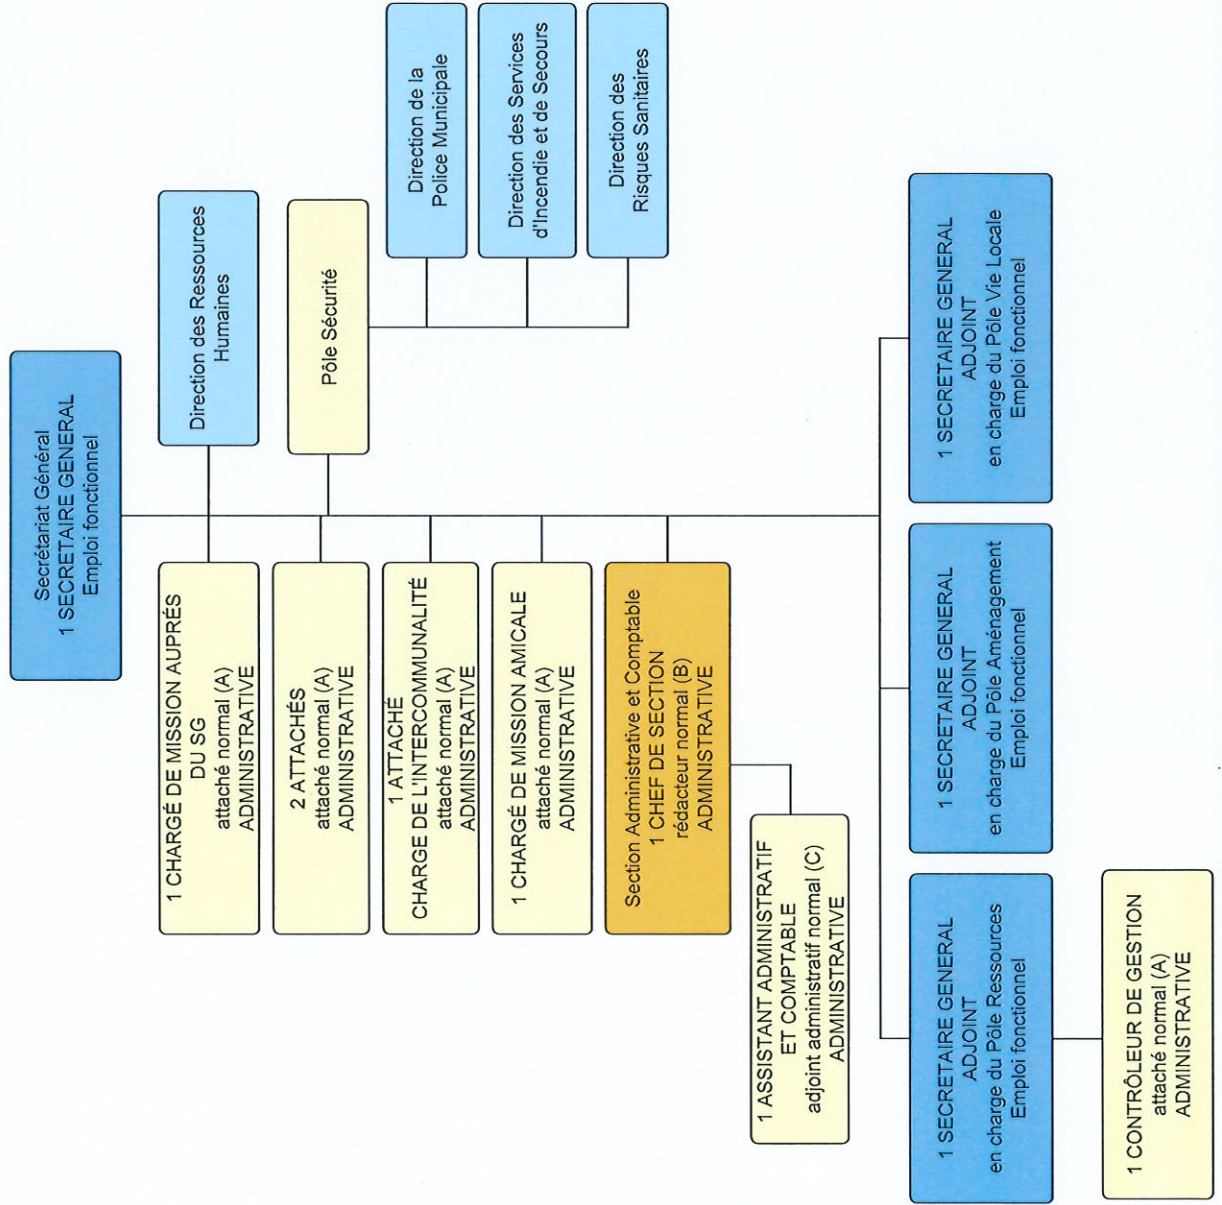 Secrétariat Général
1 SECRETAIRE GENERAL
Emploi fonctionnel
1 CHARGÉ DE MISSION AUPRÉS
DU SG
attaché normal (A)
ADMINISTRATIVE
Direction des Ressources
Humaines
2 ATTACHÉS
attaché normal (A)
ADMINISTRATIVE
Pôle Sécurité
Direction de la
Police Municipale
Direction des Services
d'Incendie et de Secours
Direction des
Risques Sanitaires
1 ATTACHÉ
CHARGE DE L'INTERCOMMUNALITÉ
attaché normal (A)
ADMINISTRATIVE
1 CHARGÉ DE MISSION AMICALE
attaché normal (A)
ADMINISTRATIVE
Section Administrative et Comptable
1 CHEF DE SECTION
rédacteur normal (B)
ADMINISTRATIVE
1 ASSISTANT ADMINISTRATIF
ET COMPTABLE
adjoint administratif normal (C)
ADMINISTRATIVE
1 SECRETAIRE GENERAL
ADJOINT
en charge du Pôle Ressources
Emploi fonctionnel
1 SECRETAIRE GENERAL
ADJOINT
en charge du Pôle Aménagement
Emploi fonctionnel
1 SECRETAIRE GENERAL
ADJOINT
en charge du Pôle Vie Locale
Emploi fonctionnel
1 CONTRÔLEUR DE GESTION
attaché normal (A)
ADMINISTRATIVE